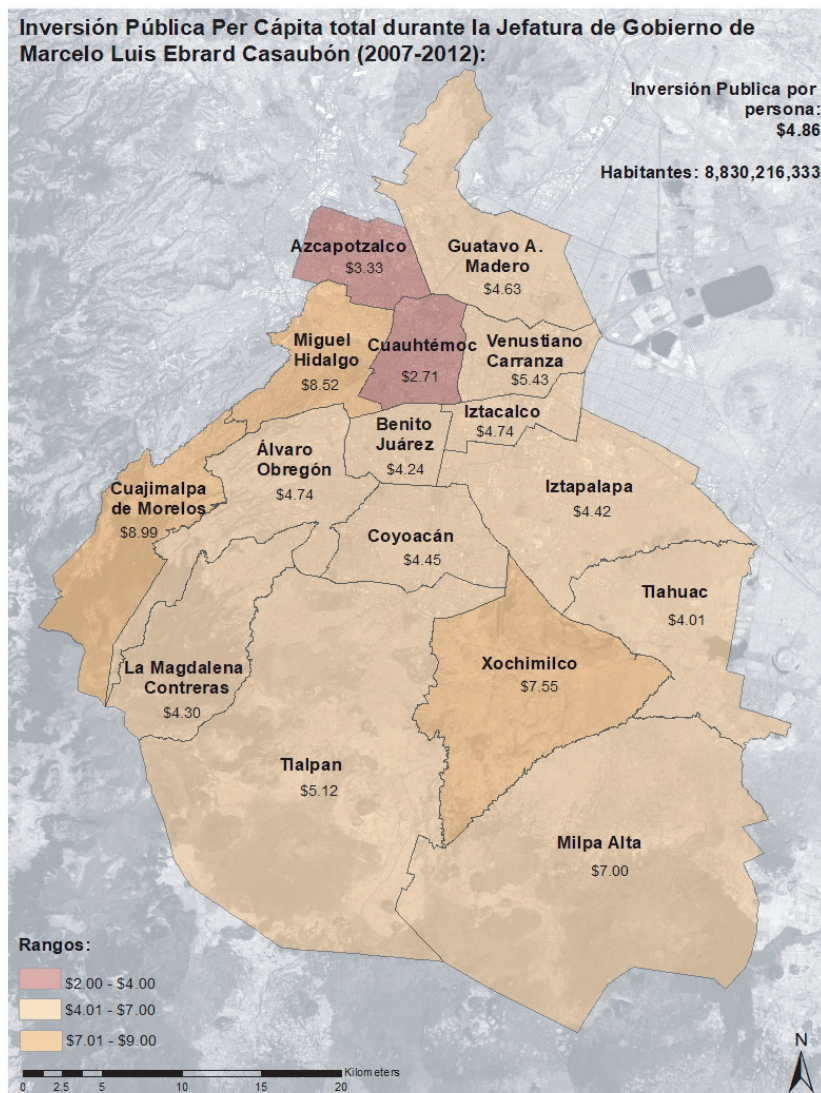 Inversión Pública Per Cápita total durante la Jefatura de Gobierno de
Marcelo Luis Ebrard Casaubón (2007-2012):
Inversión Publica por
persona:
$4.86
Habitantes: 8,830,216,333
Azcapotzalco
$3.33
Guatavo A.
Madero
$4.63
Miguel
Hidalgo
$8.52
Cuauhtémoc
$2.71
Venustiano
Carranza
$5.43
Iztacalco
$4.74
Benito
Juárez
$4.24
Álvaro
Obregón
$4.74
Cuajimalpa
de Morelos
$8.99
Iztapalapa
$4.42
Coyoacán
$4.45
Tlahuac
$4.01
La Magdalena
Contreras
$4.30
Xochimilco
$7.55
Tlalpan
$5.12
Milpa Alta
$7.00
Rangos:
$2.00 - $4.00
$4.01 - $7.00
$7.01 - $9.00
Kilometers
0 2.5 5 10 15 20
N